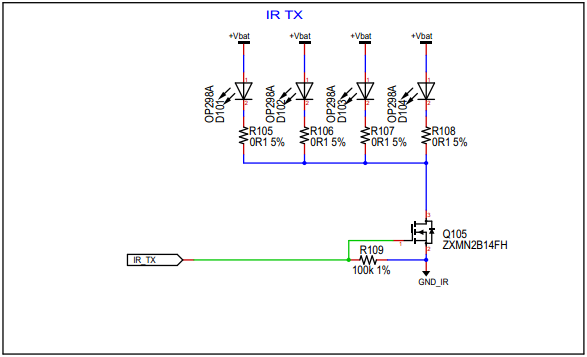 IR TX
+Vbat
+Vbat
+Vbat
+Vbat
1
1
1
1
OP298A
D101
OP298A
D102
OP298A
D103
OP298A
D104
2
2
2
2
R105
0R1 5%
R106
0R1 5%
R107
0R1 5%
R108
0R1 5%
3
Q105
ZXMN2B14FH
1
2
IR_TX
R109
100k 1%
GND_IR